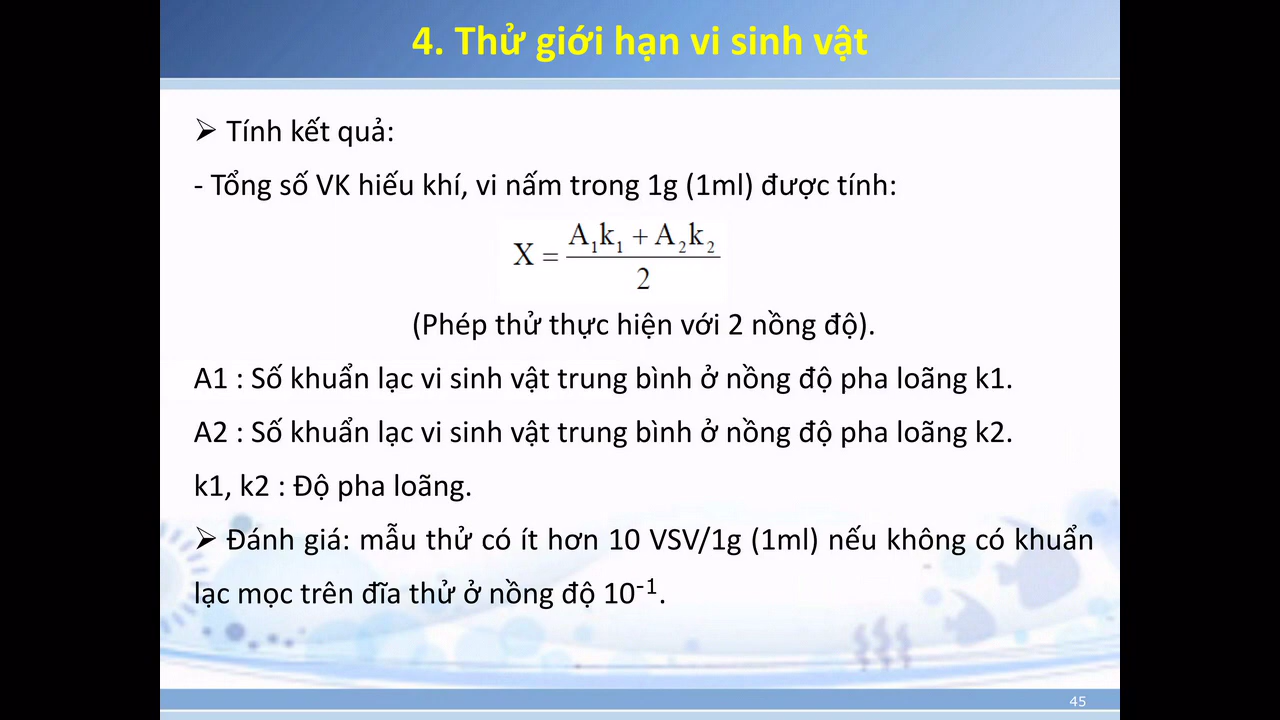 4. Thử giới hạn vi sinh vật
➢ Tính kết quả:
- Tổng số VK hiếu khí, vi nấm trong 1g (1ml) được tính:
X = (A₁k₁ + A₂k₂) / 2
(Phép thử thực hiện với 2 nồng độ).
A1 : Số khuẩn lạc vi sinh vật trung bình ở nồng độ pha loãng k1.
A2 : Số khuẩn lạc vi sinh vật trung bình ở nồng độ pha loãng k2.
k1, k2 : Độ pha loãng.
➢ Đánh giá: mẫu thử có ít hơn 10 VSV/1g (1ml) nếu không có khuẩn
lạc mọc trên đĩa thử ở nồng độ 10⁻¹.
45